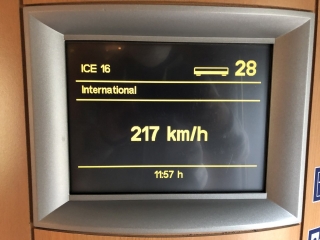 ICE 16 28
International
217 km/h
11:57 h